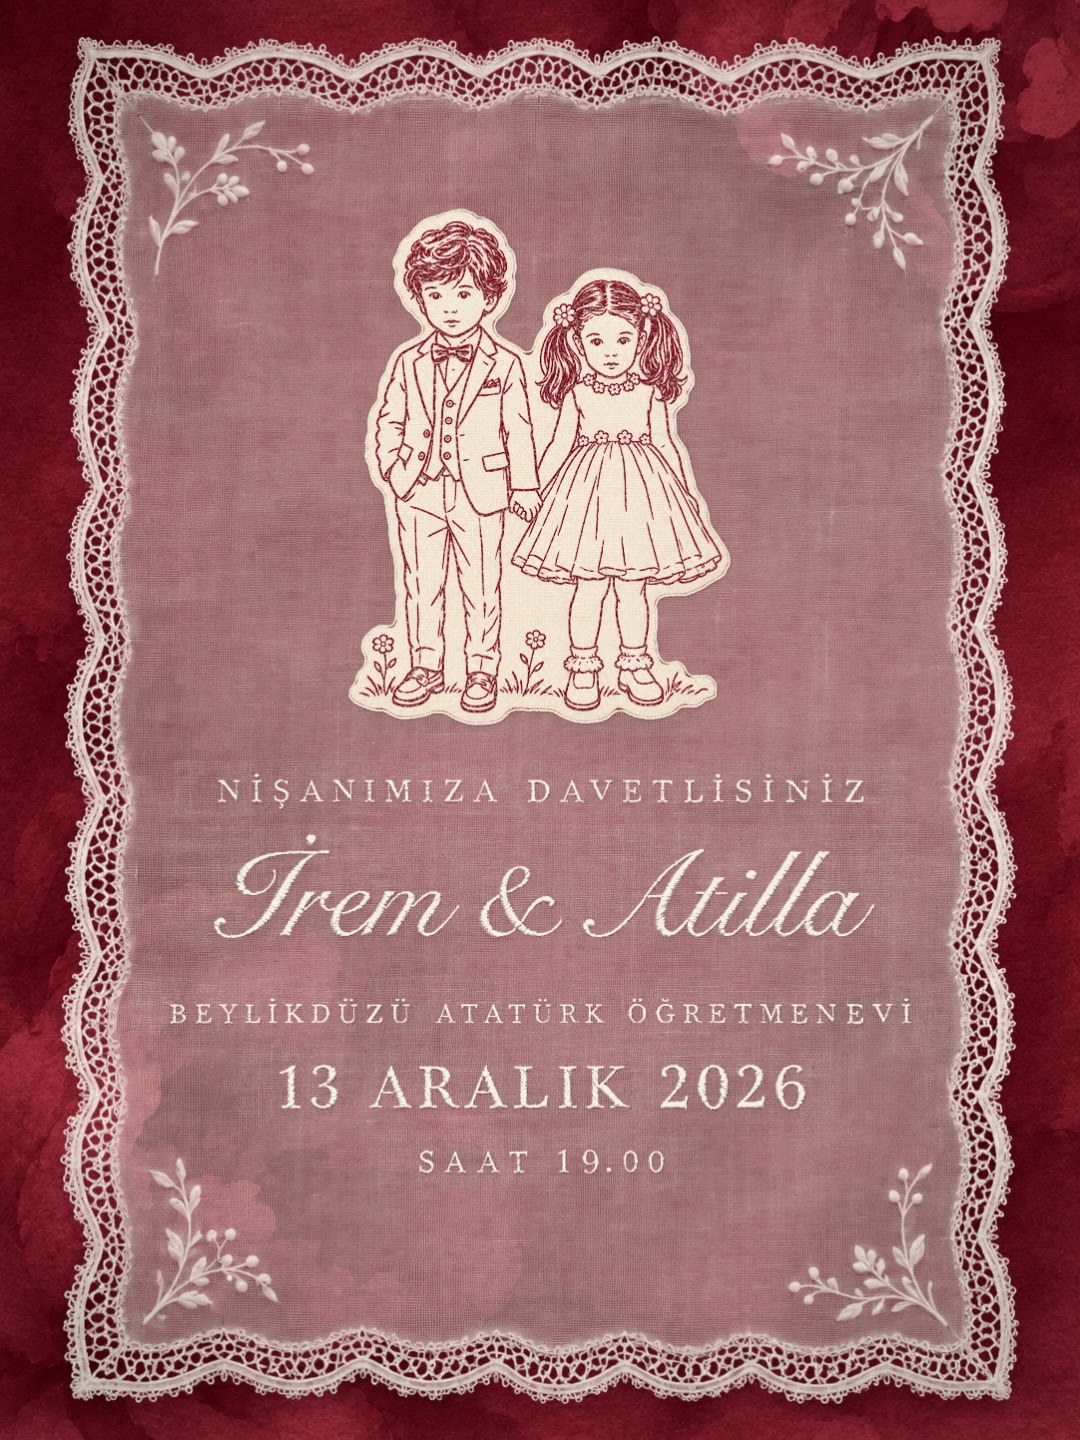 NİŞANIMIZA DAVETLİSİNİZ
İrem & Atilla
BEYLİKDÜZÜ ATATÜRK ÖĞRETMENEVİ
13 ARALIK 2026
SAAT 19.00